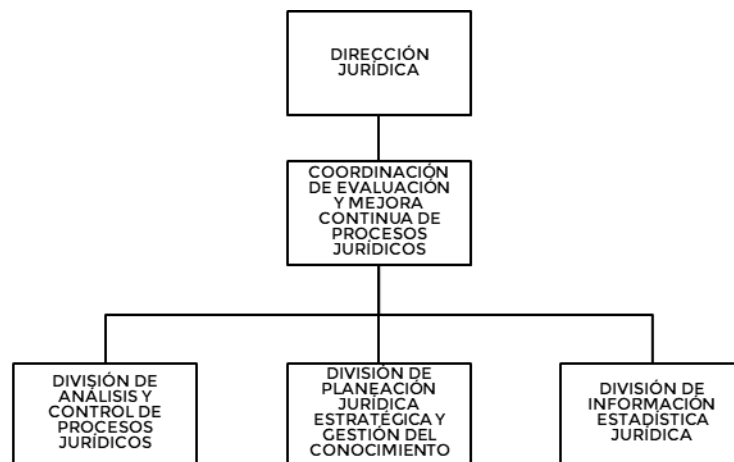 DIRECCIÓN
JURÍDICA
COORDINACIÓN
DE EVALUACIÓN
Y MEJORA
CONTINUA DE
PROCESOS
JURÍDICOS
DIVISIÓN DE
ANÁLISIS Y
CONTROL DE
PROCESOS
JURÍDICOS
DIVISIÓN DE
PLANEACIÓN
JURÍDICA
ESTRATÉGICA Y
GESTIÓN DEL
CONOCIMIENTO
DIVISIÓN DE
INFORMACIÓN
ESTADÍSTICA
JURÍDICA